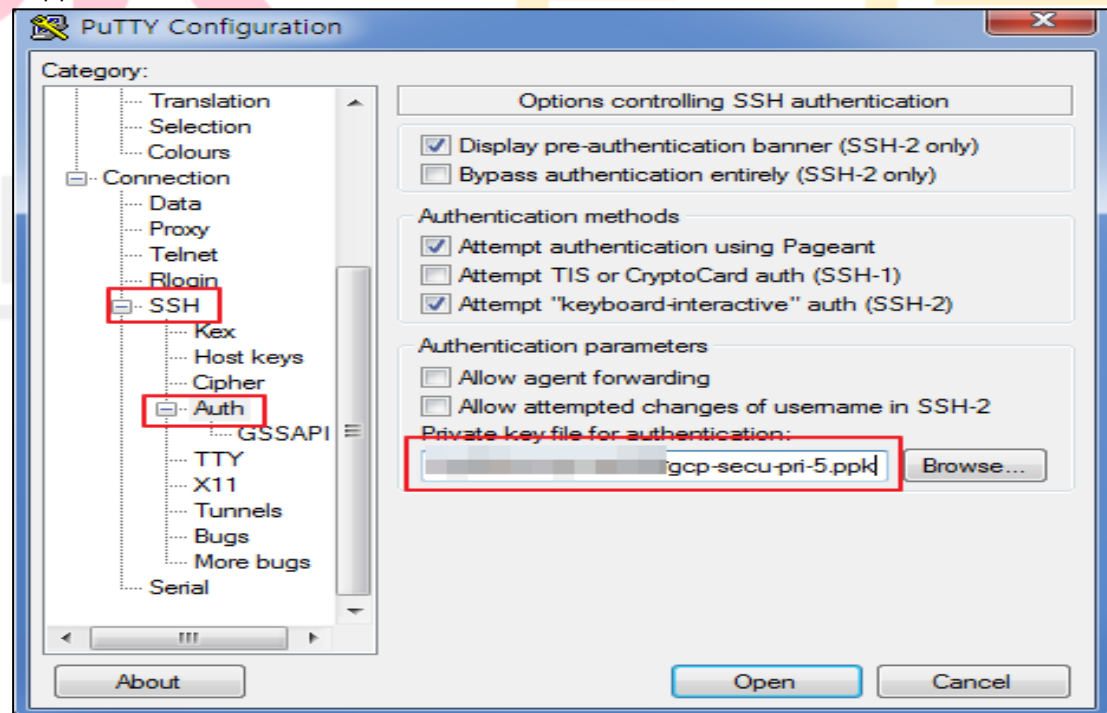 PuTTY Configuration
Category:
Translation
Selection
Colours
Connection
Data
Proxy
Telnet
Rlogin
SSH
Kex
Host keys
Cipher
Auth
GSSAPI
TTY
X11
Tunnels
Bugs
More bugs
Serial
Options controlling SSH authentication
Display pre-authentication banner (SSH-2 only)
Bypass authentication entirely (SSH-2 only)
Authentication methods
Attempt authentication using Pageant
Attempt TIS or CryptoCard auth (SSH-1)
Attempt "keyboard-interactive" auth (SSH-2)
Authentication parameters
Allow agent forwarding
Allow attempted changes of username in SSH-2
Private key file for authentication:
gcp-secu-pri-5.ppk
Browse...
About
Open
Cancel